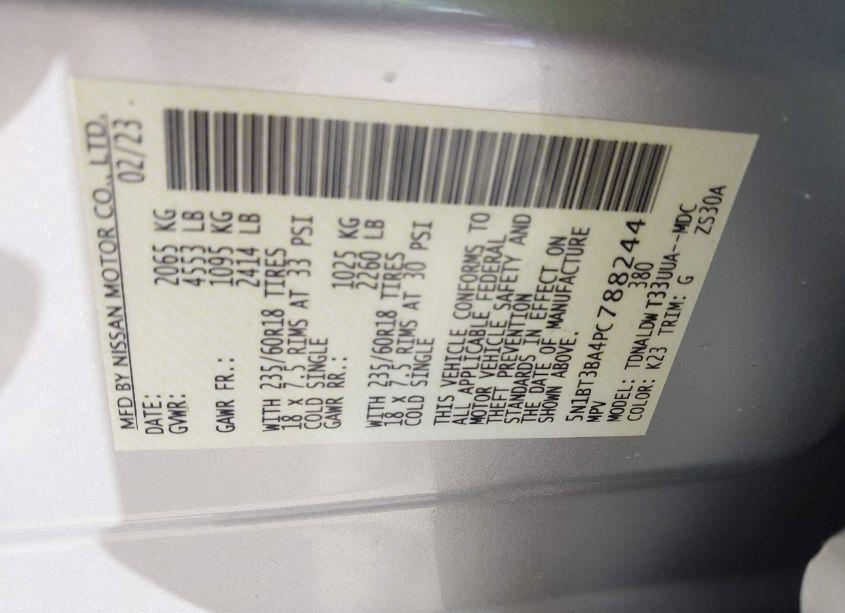 MFD BY NISSAN MOTOR CO., LTD.
DATE: 02/23
GVWR: 2065 KG
4553 LB
GAWR FR.: 1095 KG
2414 LB
WITH 235/60R18 TIRES
18 X 7.5 RIMS AT 33 PSI
COLD SINGLE
GAWR RR.: 1025 KG
2260 LB
WITH 235/60R18 TIRES
18 X 7.5 RIMS AT 30 PSI
COLD SINGLE
THIS VEHICLE CONFORMS TO
ALL APPLICABLE FEDERAL
MOTOR VEHICLE SAFETY AND
THEFT PREVENTION
STANDARDS IN EFFECT ON
THE DATE OF MANUFACTURE
SHOWN ABOVE.
5N1BT3BA4PC788244
MPV 380
MODEL: TDNALDWT33UUA--MDC
COLOR: K23 TRIM: G ZS30A